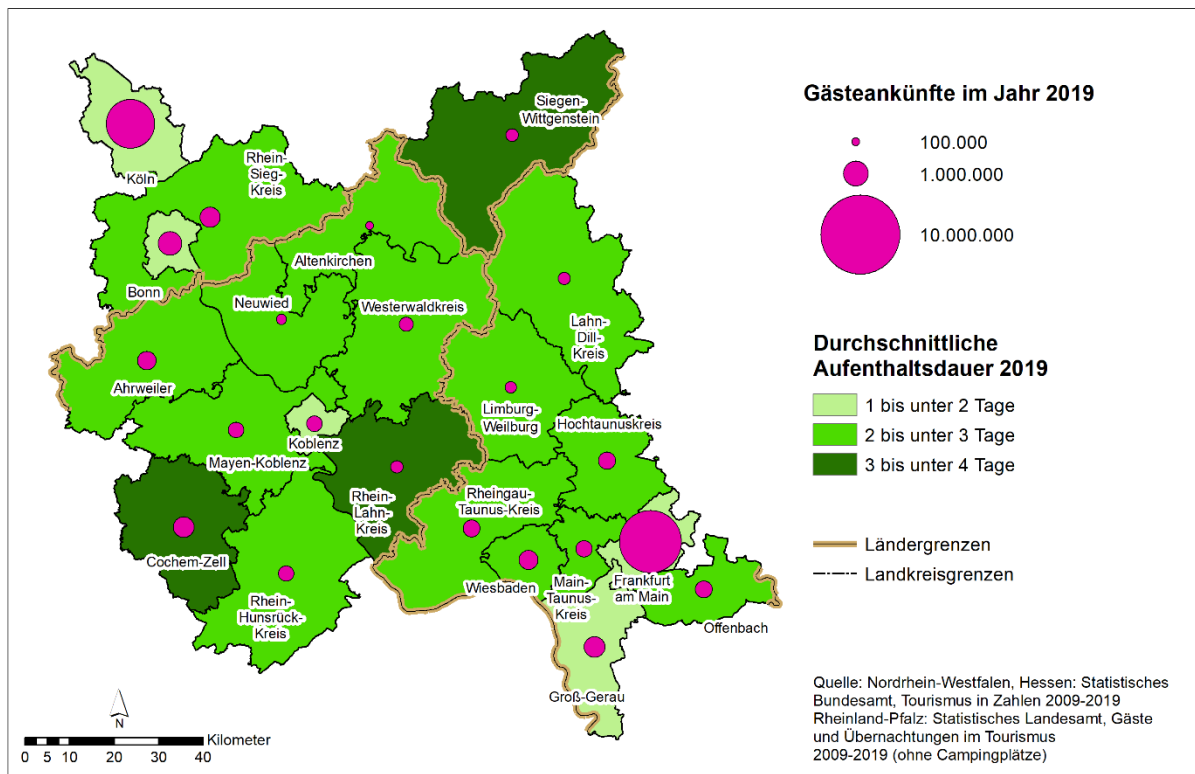 Siegen-
Wittgenstein
Köln
Rhein-
Sieg-
Kreis
Bonn
Altenkirchen
Neuwied
Westerwaldkreis
Lahn-
Dill-
Kreis
Ahrweiler
Limburg-
Weilburg
Hochtaunuskreis
Koblenz
Mayen-Koblenz
Rhein-
Lahn-
Kreis
Rheingau-
Taunus-Kreis
Cochem-Zell
Wiesbaden
Main-
Taunus-
Kreis
Frankfurt
am Main
Rhein-
Hunsrück-
Kreis
Offenbach
Groß-Gerau
N
Kilometer
0 5 10 20 30 40
Gästeankünfte im Jahr 2019
100.000
1.000.000
10.000.000
Durchschnittliche
Aufenthaltsdauer 2019
1 bis unter 2 Tage
2 bis unter 3 Tage
3 bis unter 4 Tage
Ländergrenzen
Landkreisgrenzen
Quelle: Nordrhein-Westfalen, Hessen: Statistisches
Bundesamt, Tourismus in Zahlen 2009-2019
Rheinland-Pfalz: Statistisches Landesamt, Gäste
und Übernachtungen im Tourismus
2009-2019 (ohne Campingplätze)